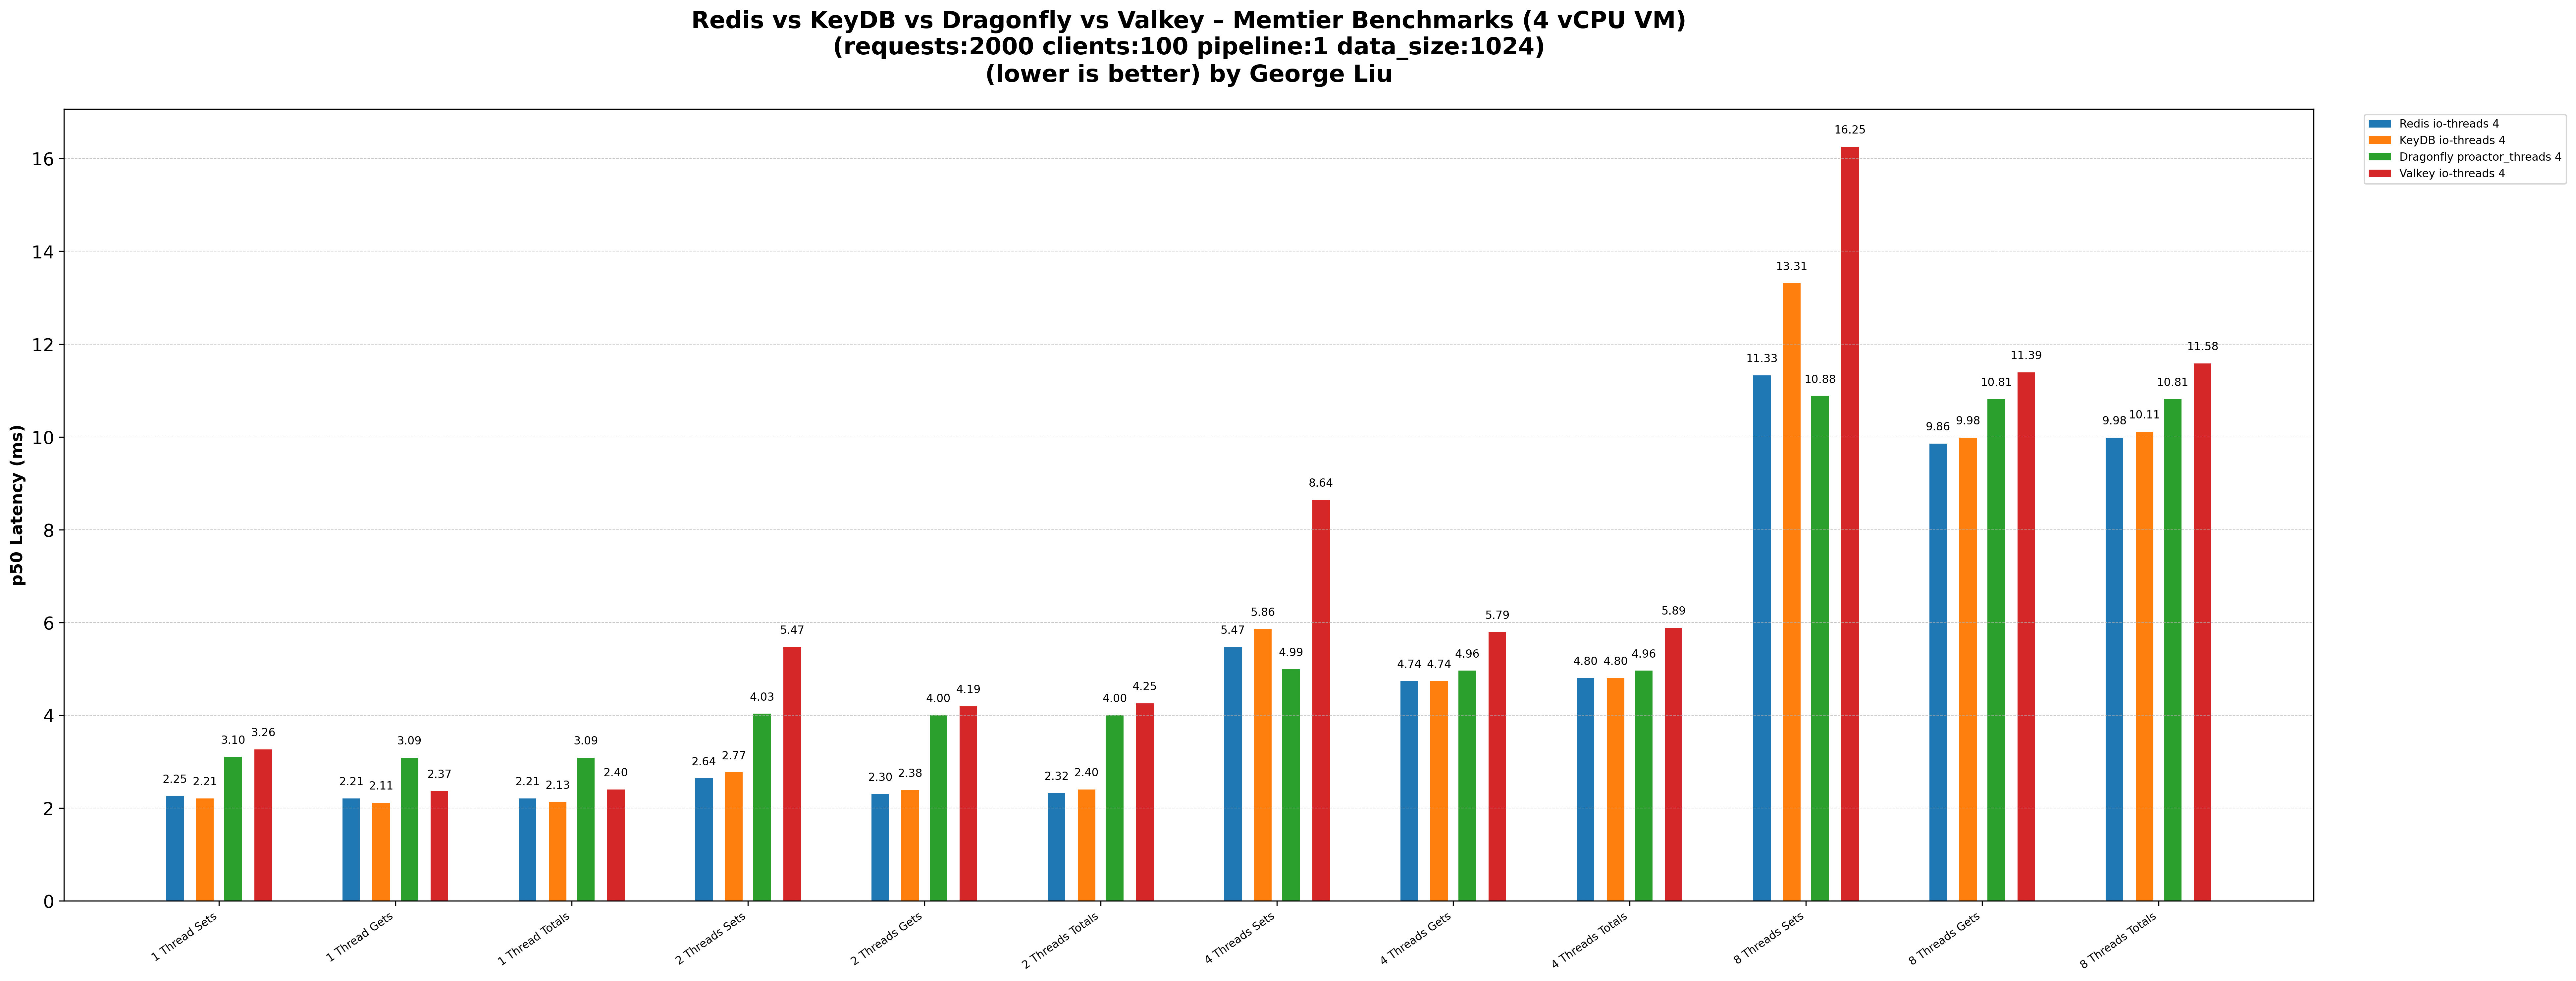 Redis vs KeyDB vs Dragonfly vs Valkey – Memtier Benchmarks (4 vCPU VM)
(requests:2000 clients:100 pipeline:1 data_size:1024)
(lower is better) by George Liu
Redis io-threads 4
KeyDB io-threads 4
Dragonfly proactor_threads 4
Valkey io-threads 4
p50 Latency (ms)
16
14
12
10
8
6
4
2
0
2.25 2.21 3.10 3.26
2.21 2.11 3.09 2.37
2.21 2.13 3.09 2.40
2.64 2.77 4.03 5.47
2.30 2.38 4.00 4.19
2.32 2.40 4.00 4.25
5.47 5.86 4.99 8.64
4.74 4.74 4.96 5.79
4.80 4.80 4.96 5.89
11.33 13.31 10.88 16.25
9.86 9.98 10.81 11.39
9.98 10.11 10.81 11.58
1 Thread Sets
1 Thread Gets
1 Thread Totals
2 Threads Sets
2 Threads Gets
2 Threads Totals
4 Threads Sets
4 Threads Gets
4 Threads Totals
8 Threads Sets
8 Threads Gets
8 Threads Totals